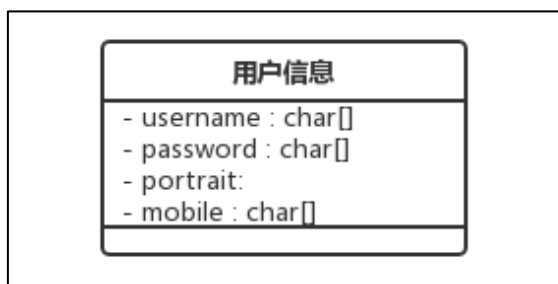 用户信息
- username : char[]
- password : char[]
- portrait:
- mobile : char[]